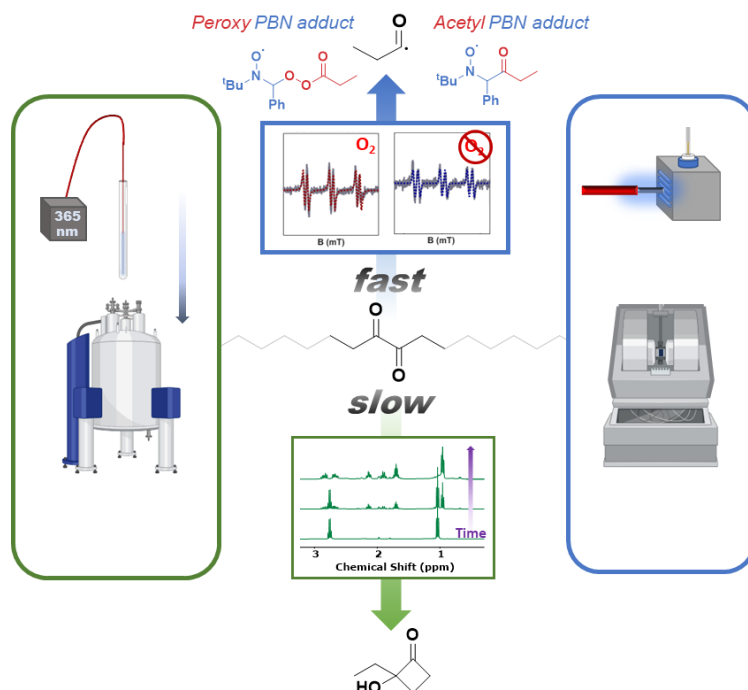 Peroxy PBN adduct
O
Acetyl PBN adduct
O•
N
tBu
O
O
O
Ph
O•
N
tBu
O
Ph
O2
O2
B (mT)
B (mT)
365
nm
fast
O
O
slow
Time
3
2
1
Chemical Shift (ppm)
O
HO